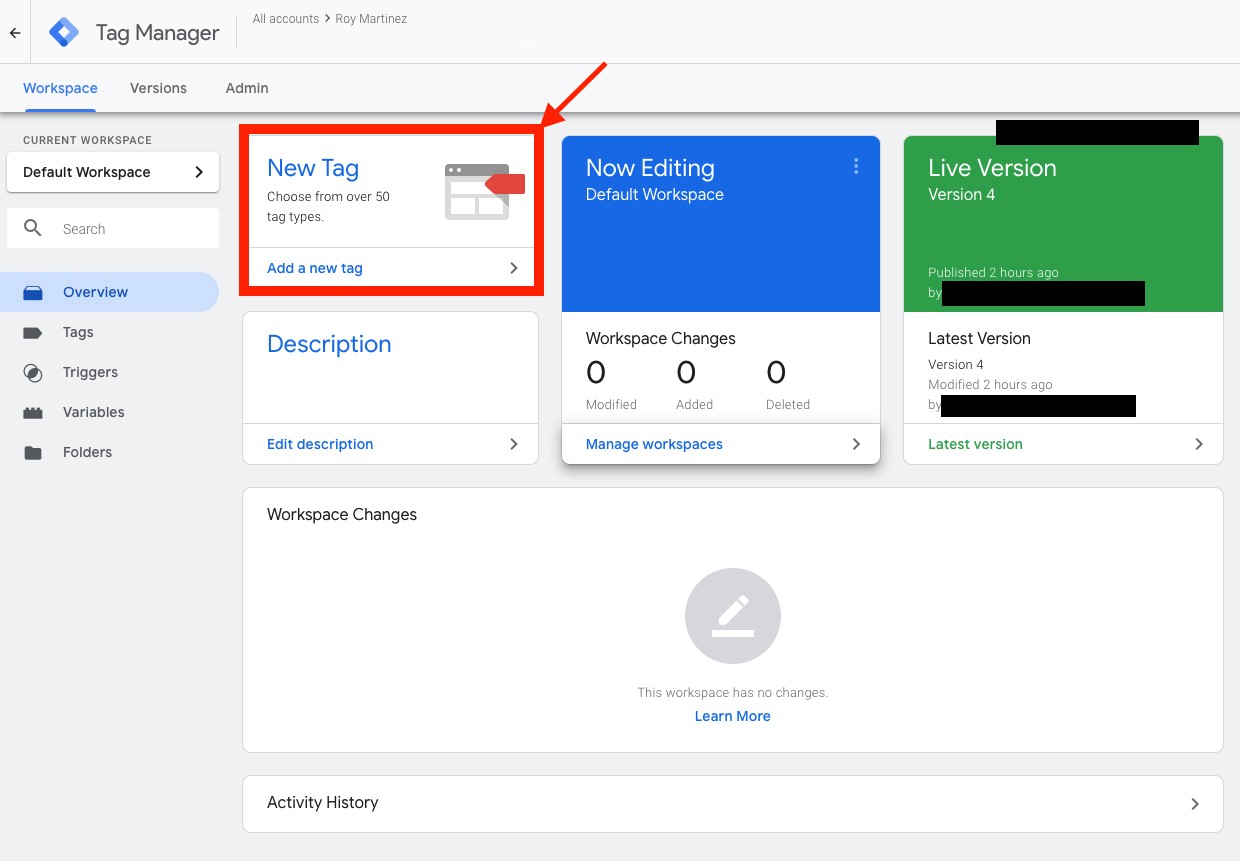 Tag Manager
All accounts > Roy Martinez
Workspace
Versions
Admin
CURRENT WORKSPACE
Default Workspace
Search
Overview
Tags
Triggers
Variables
Folders
New Tag
Choose from over 50
tag types.
Add a new tag
Description
Edit description
Now Editing
Default Workspace
Workspace Changes
0 0 0
Modified Added Deleted
Manage workspaces
Live Version
Version 4
Published 2 hours ago
by
Latest Version
Version 4
Modified 2 hours ago
by
Latest version
Workspace Changes
This workspace has no changes.
Learn More
Activity History